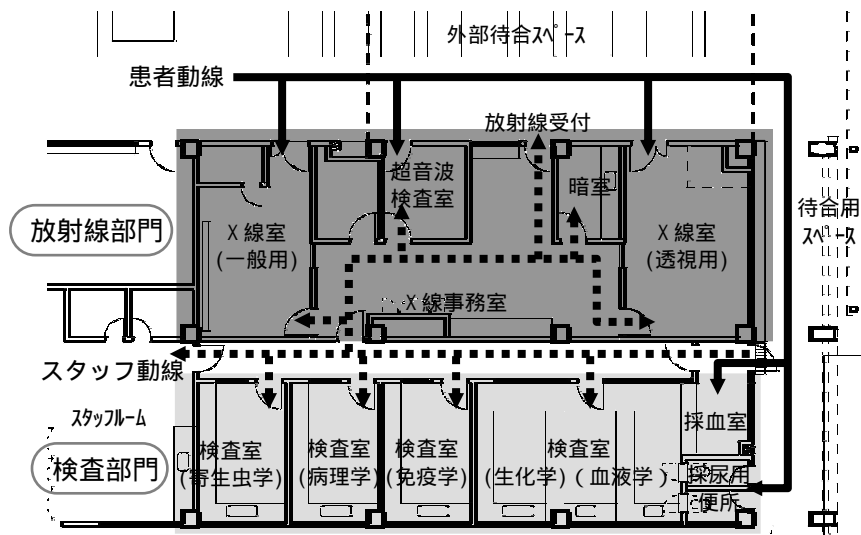 外部待合ｽﾍﾟｰｽ
患者動線
放射線受付
超音波
検査室
暗室
待合用
ｽﾍﾟｰｽ
放射線部門
X 線室
(一般用)
X 線室
(透視用)
X 線事務室
スタッフ動線
ｽﾀｯﾌﾙｰﾑ
採血室
検査部門
検査室
(寄生虫学)
検査室
(病理学)
検査室
(免疫学)
検査室
(生化学)（血液学）
採尿用
便所